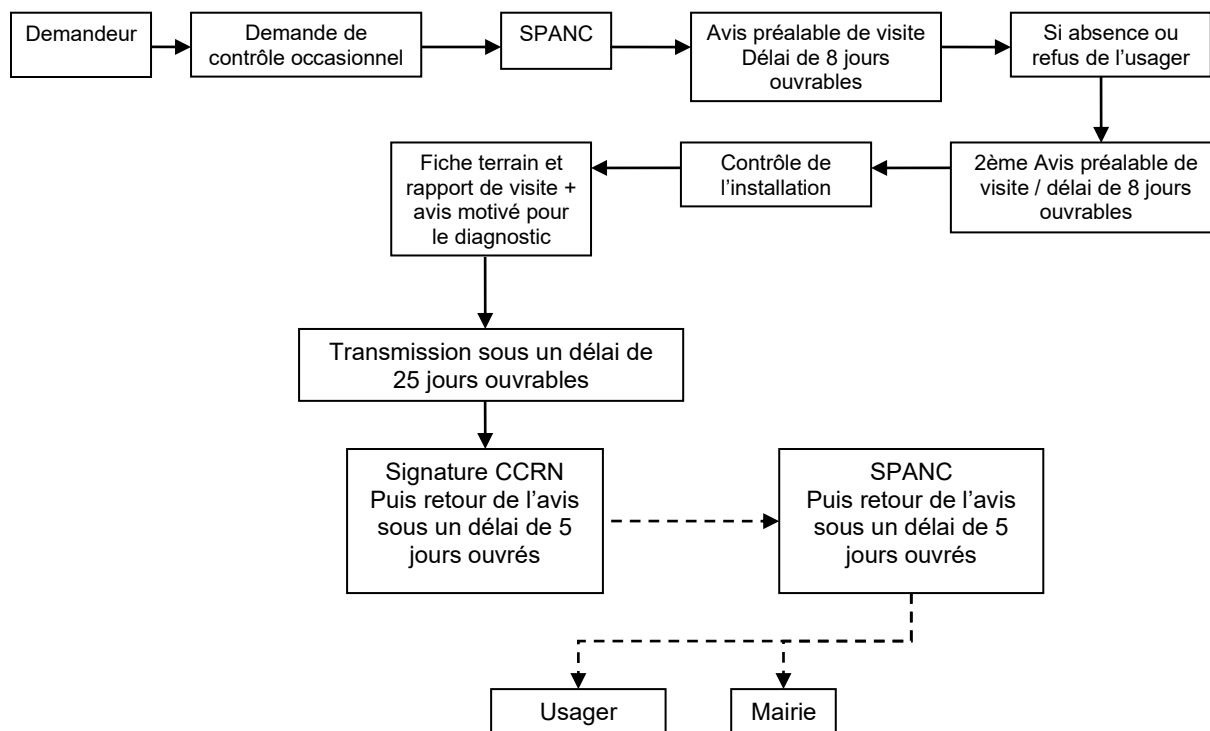 Demandeur
Demande de
contrôle occasionnel
SPANC
Avis préalable de visite
Délai de 8 jours
ouvrables
Si absence ou
refus de l’usager
2ème Avis préalable de
visite / délai de 8 jours
ouvrables
Contrôle de
l’installation
Fiche terrain et
rapport de visite +
avis motivé pour
le diagnostic
Transmission sous un délai de
25 jours ouvrables
Signature CCRN
Puis retour de l’avis
sous un délai de 5
jours ouvrés
SPANC
Puis retour de l’avis
sous un délai de 5
jours ouvrés
Usager
Mairie